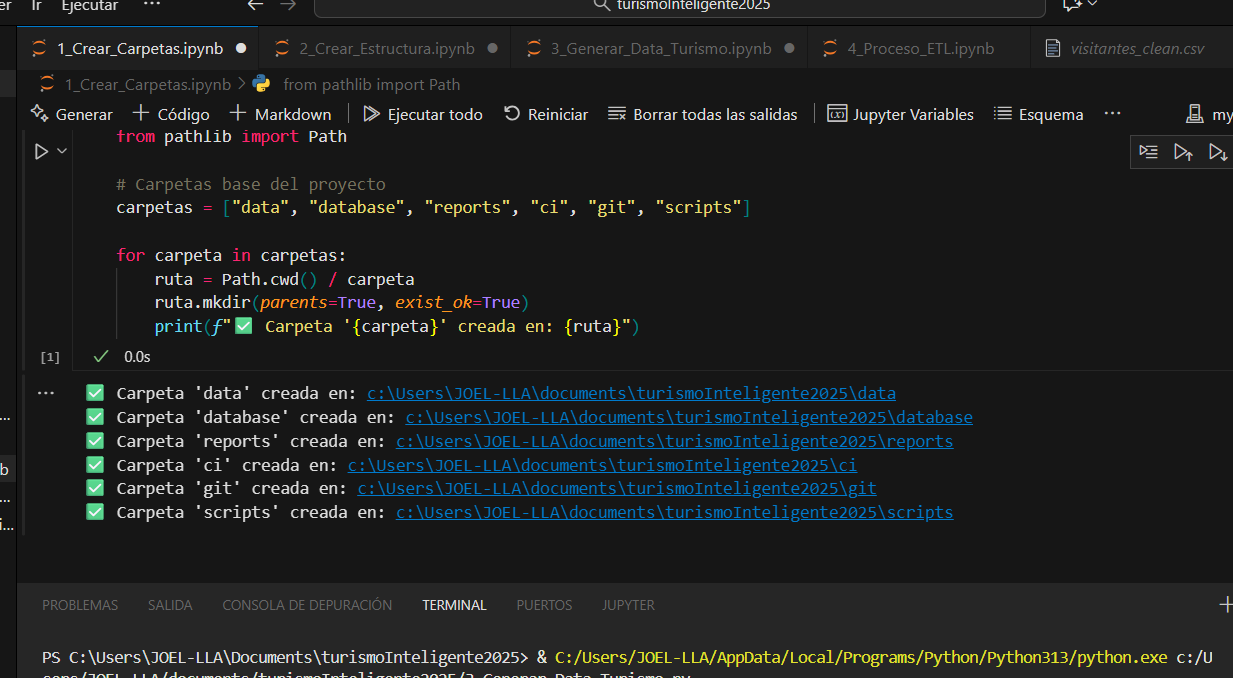 er Ir Ejecutar ··· turismoInteligente2025
1_Crear_Carpetas.ipynb 2_Crear_Estructura.ipynb 3_Generar_Data_Turismo.ipynb 4_Proceso_ETL.ipynb visitantes_clean.csv
1_Crear_Carpetas.ipynb > from pathlib import Path
Generar + Código + Markdown Ejecutar todo Reiniciar Borrar todas las salidas Jupyter Variables Esquema ··· my
from pathlib import Path
# Carpetas base del proyecto
carpetas = ["data", "database", "reports", "ci", "git", "scripts"]
for carpeta in carpetas:
ruta = Path.cwd() / carpeta
ruta.mkdir(parents=True, exist_ok=True)
print(f"✅ Carpeta '{carpeta}' creada en: {ruta}")
[1] ✓ 0.0s
··· ✅ Carpeta 'data' creada en: c:\Users\JOEL-LLA\documents\turismoInteligente2025\data
✅ Carpeta 'database' creada en: c:\Users\JOEL-LLA\documents\turismoInteligente2025\database
✅ Carpeta 'reports' creada en: c:\Users\JOEL-LLA\documents\turismoInteligente2025\reports
✅ Carpeta 'ci' creada en: c:\Users\JOEL-LLA\documents\turismoInteligente2025\ci
✅ Carpeta 'git' creada en: c:\Users\JOEL-LLA\documents\turismoInteligente2025\git
✅ Carpeta 'scripts' creada en: c:\Users\JOEL-LLA\documents\turismoInteligente2025\scripts
PROBLEMAS SALIDA CONSOLA DE DEPURACIÓN TERMINAL PUERTOS JUPYTER
PS C:\Users\JOEL-LLA\Documents\turismoInteligente2025> & C:/Users/JOEL-LLA/AppData/Local/Programs/Python/Python313/python.exe c:/U
sers/JOEL-LLA/documents/turismoInteligente2025/3_Generar_Data_Turismo.py